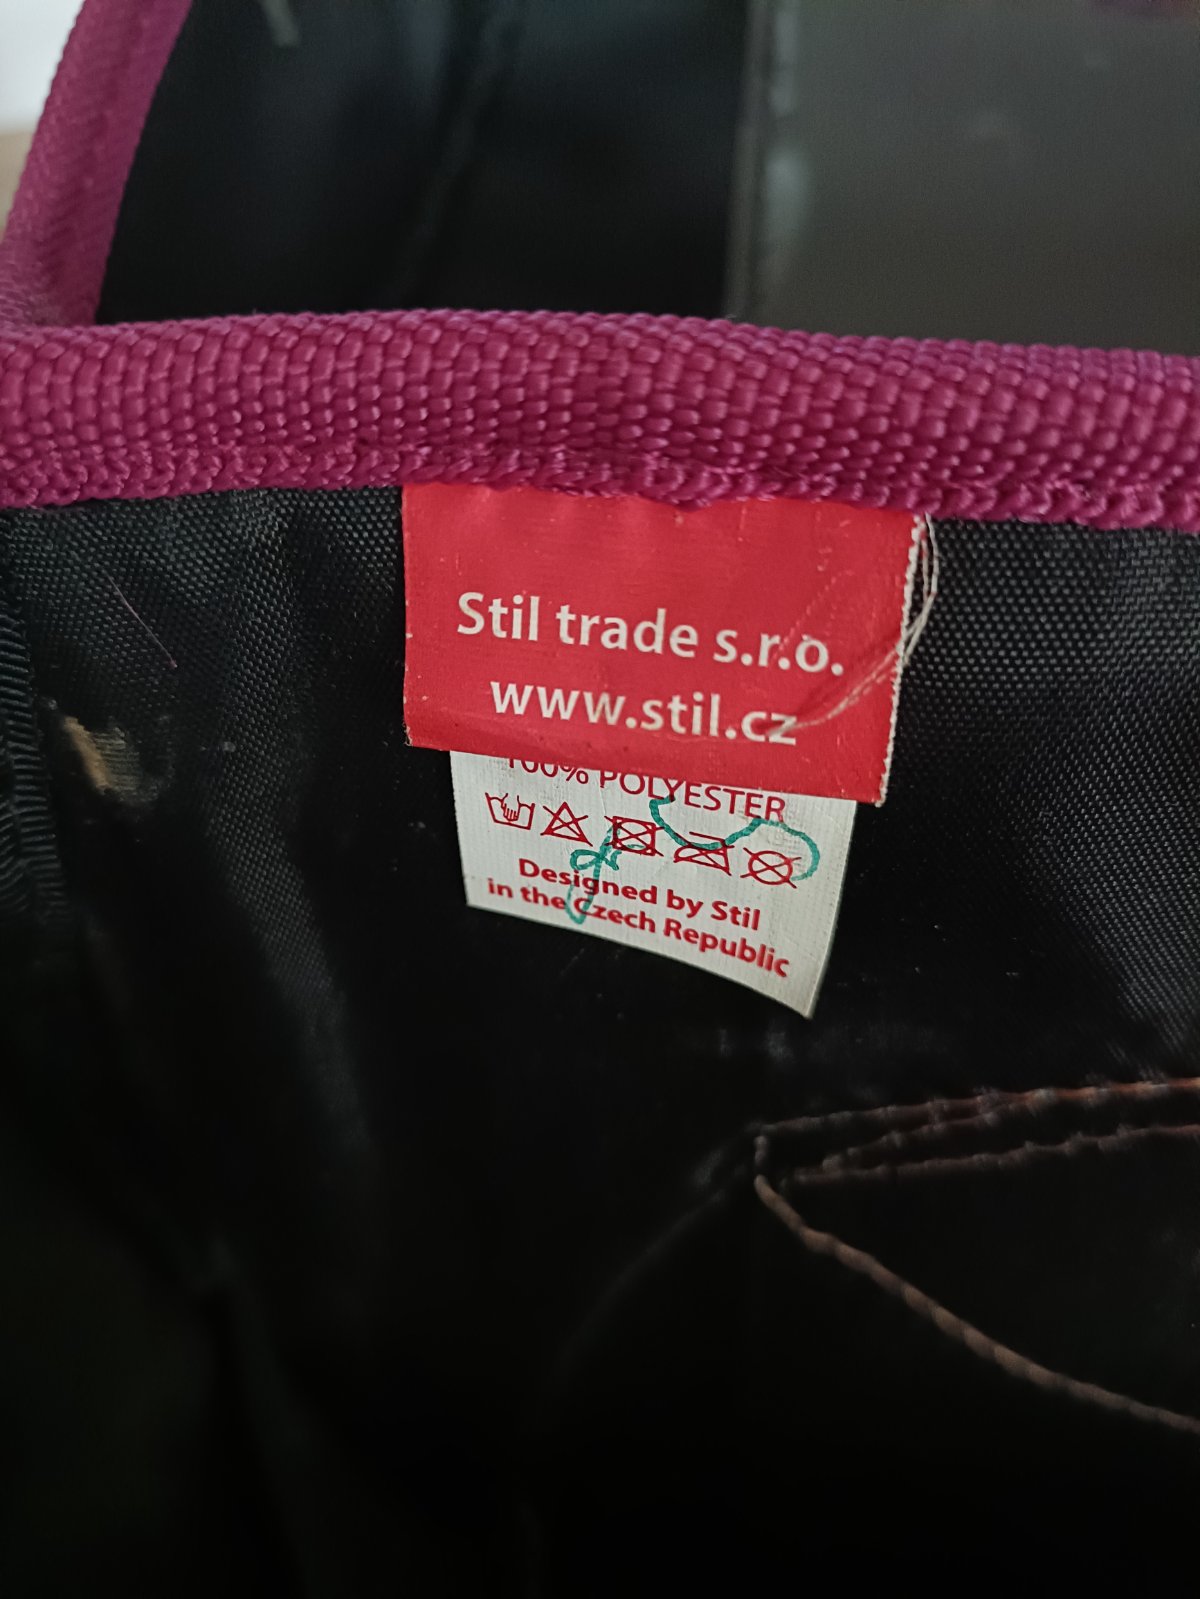 Stil trade s.r.o.
www.stil.cz
100% POLYESTER
Designed by Stil
in the Czech Republic